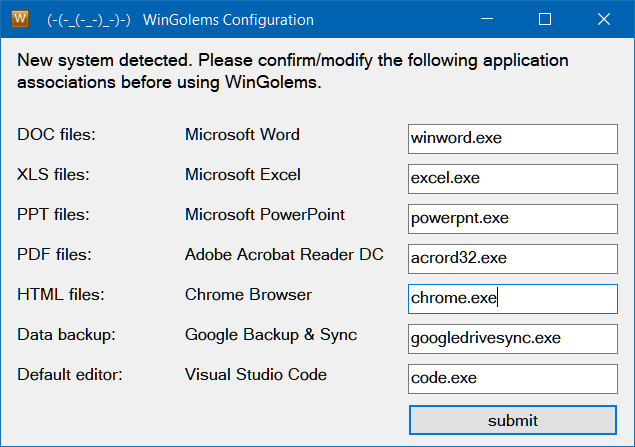 W (-(-_(-_-)_-)-) WinGolems Configuration
New system detected. Please confirm/modify the following application
associations before using WinGolems.
DOC files: Microsoft Word winword.exe
XLS files: Microsoft Excel excel.exe
PPT files: Microsoft PowerPoint powerpnt.exe
PDF files: Adobe Acrobat Reader DC acrord32.exe
HTML files: Chrome Browser chrome.exe
Data backup: Google Backup & Sync googledrivesync.exe
Default editor: Visual Studio Code code.exe
submit